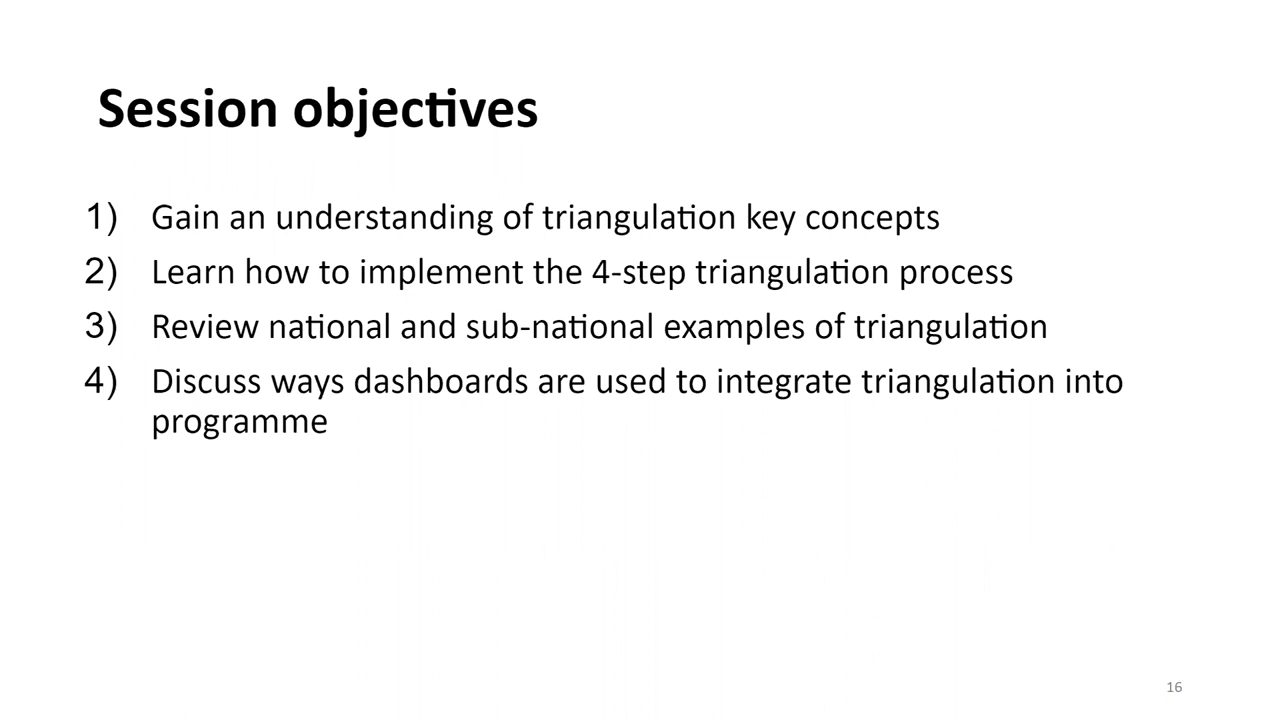 Session objectives
1) Gain an understanding of triangulation key concepts
2) Learn how to implement the 4-step triangulation process
3) Review national and sub-national examples of triangulation
4) Discuss ways dashboards are used to integrate triangulation into
programme
16